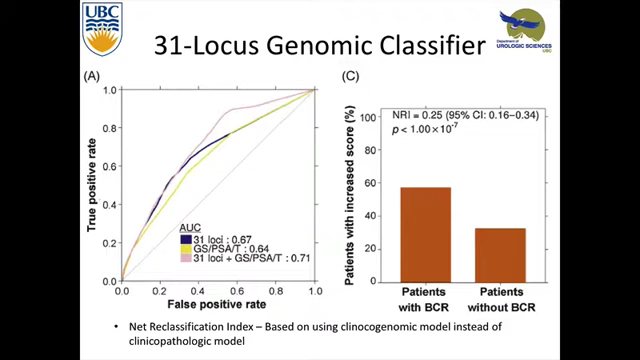 UBC
Department of
UROLOGIC SCIENCES
UBC
31-Locus Genomic Classifier
(A)
True positive rate
1.0
0.8
0.6
0.4
0.2
0.0
0.0 0.2 0.4 0.6 0.8 1.0
False positive rate
AUC
31 loci : 0.67
GS/PSA/T : 0.64
31 loci + GS/PSA/T : 0.71
(C)
Patients with increased score (%)
100
80
60
40
20
0
NRI = 0.25 (95% CI: 0.16–0.34)
p < 1.00×10⁻⁷
Patients with BCR
Patients without BCR
• Net Reclassification Index – Based on using clinocogenomic model instead of
clinicopathologic model